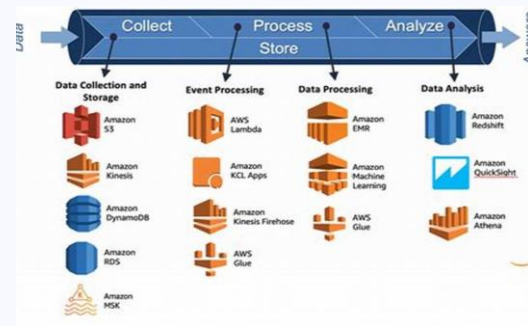 Data
Collect
Process
Analyze
Store
Answers
Data Collection and
Storage
Amazon
S3
Amazon
Kinesis
Amazon
DynamoDB
Amazon
RDS
Amazon
MSK
Event Processing
AWS
Lambda
Amazon
KCL Apps
Amazon
Kinesis Firehose
AWS
Glue
Data Processing
Amazon
EMR
Amazon
Machine
Learning
AWS
Glue
Data Analysis
Amazon
Redshift
Amazon
QuickSight
Amazon
Athena